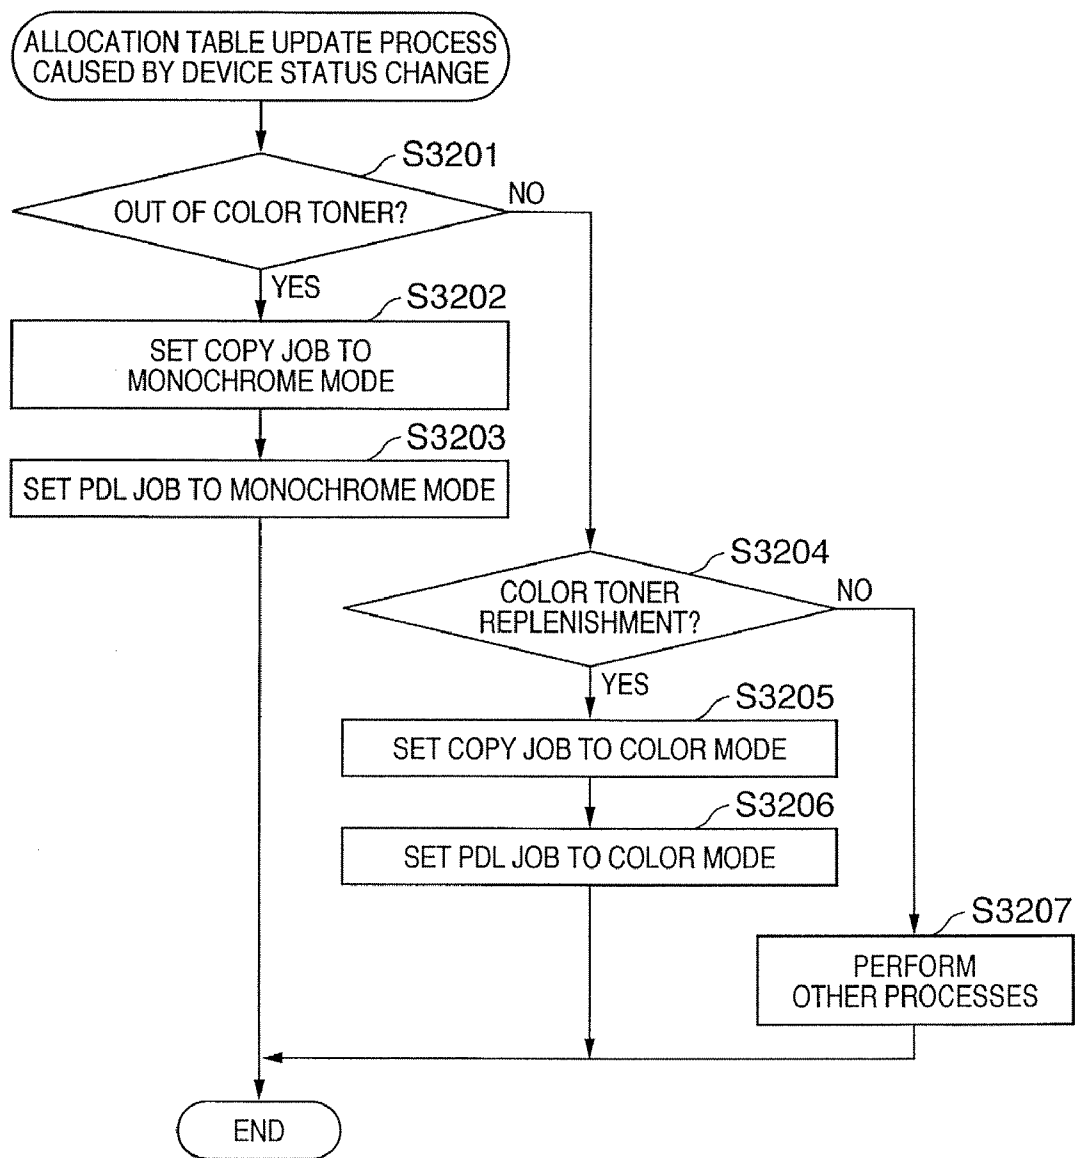 ALLOCATION TABLE UPDATE PROCESS
CAUSED BY DEVICE STATUS CHANGE
S3201
OUT OF COLOR TONER?
NO
YES
S3202
SET COPY JOB TO
MONOCHROME MODE
S3203
SET PDL JOB TO MONOCHROME MODE
S3204
COLOR TONER
REPLENISHMENT?
NO
YES
S3205
SET COPY JOB TO COLOR MODE
S3206
SET PDL JOB TO COLOR MODE
S3207
PERFORM
OTHER PROCESSES
END